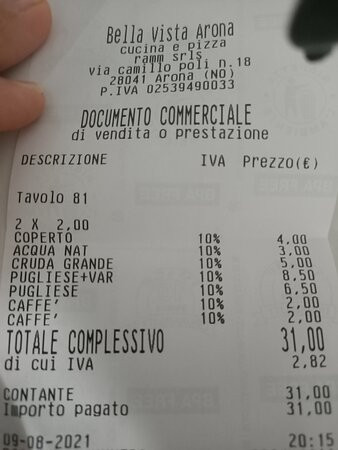 Bella Vista Arona
cucina e pizza
ramm srls
via camillo poli n.18
28041 Arona (NO)
P.IVA 02539490033
DOCUMENTO COMMERCIALE
di vendita o prestazione
DESCRIZIONE IVA Prezzo(€)
Tavolo 81
2 X 2,00
COPERTO 10% 4,00
ACQUA NAT 10% 3,00
CRUDA GRANDE 10% 5,00
PUGLIESE+VAR 10% 8,50
PUGLIESE 10% 6,50
CAFFE' 10% 2,00
CAFFE' 10% 2,00
TOTALE COMPLESSIVO 31,00
di cui IVA 2,82
CONTANTE 31,00
Importo pagato 31,00
09-08-2021 20:15